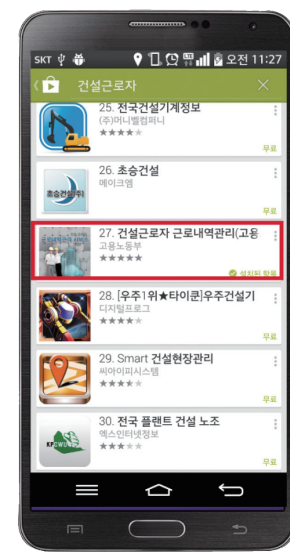 SKT 오전 11:27
건설근로자
25. 전국건설기계정보
(주)머니벨컴퍼니
무료
26. 초승건설
메이크엠
초승건설(주)
무료
27. 건설근로자 근로내역관리(고용
고용노동부
설치된 항목
28. [우주1위★타이쿤]우주건설기
디지털프로그
무료
29. Smart 건설현장관리
씨아이피시스템
무료
30. 전국 플랜트 건설 노조
엑스인터넷정보
KPCWU
무료